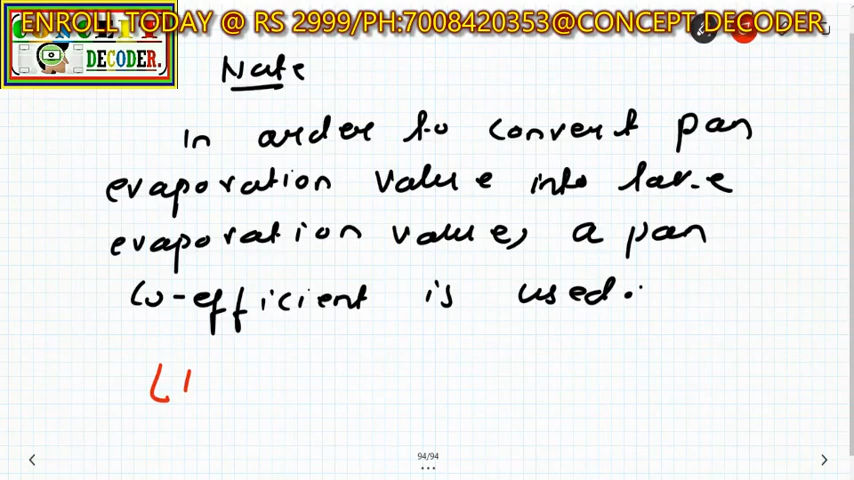 ENROLL TODAY @ RS 2999/PH:7008420353@CONCEPT DECODER
DECODER.
Note
In order to convert pan
evaporation value into lake
evaporation value, a pan
co-efficient is used.
94/94